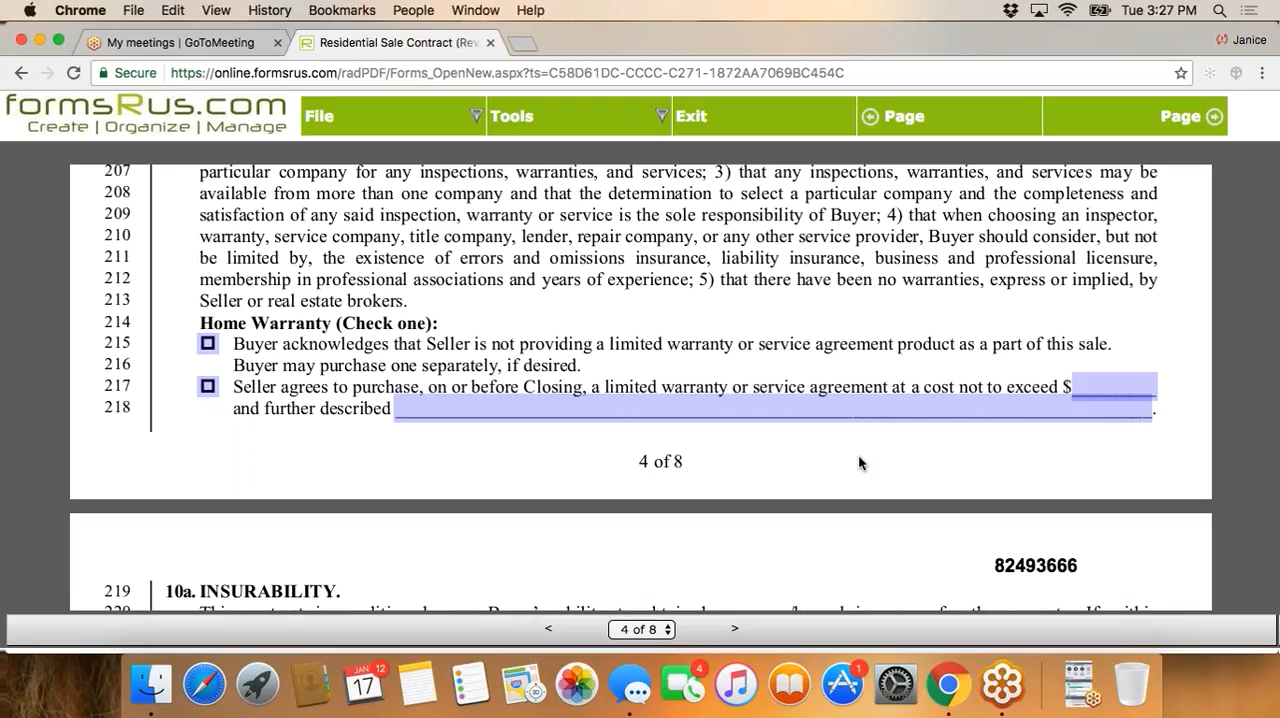 Chrome File Edit View History Bookmarks People Window Help Tue 3:27 PM
My meetings | GoToMeeting × Residential Sale Contract (Rev × Janice
Secure https://online.formsrus.com/radPDF/Forms_OpenNew.aspx?ts=C58D61DC-CCCC-C271-1872AA7069BC454C
formsRus.com
Create | Organize | Manage
File Tools Exit Page Page
207 particular company for any inspections, warranties, and services; 3) that any inspections, warranties, and services may be
208 available from more than one company and that the determination to select a particular company and the completeness and
209 satisfaction of any said inspection, warranty or service is the sole responsibility of Buyer; 4) that when choosing an inspector,
210 warranty, service company, title company, lender, repair company, or any other service provider, Buyer should consider, but not
211 be limited by, the existence of errors and omissions insurance, liability insurance, business and professional licensure,
212 membership in professional associations and years of experience; 5) that there have been no warranties, express or implied, by
213 Seller or real estate brokers.
214 Home Warranty (Check one):
215 Buyer acknowledges that Seller is not providing a limited warranty or service agreement product as a part of this sale.
216 Buyer may purchase one separately, if desired.
217 Seller agrees to purchase, on or before Closing, a limited warranty or service agreement at a cost not to exceed $
218 and further described .
4 of 8
82493666
219 10a. INSURABILITY.
< 4 of 8 >
JAN 12
17
4
1